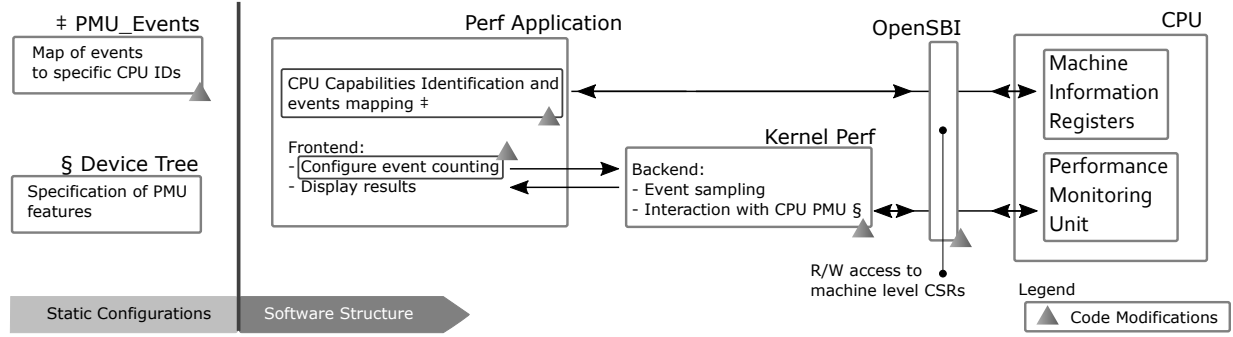 ‡ PMU_Events
Map of events
to specific CPU IDs
§ Device Tree
Specification of PMU
features
Static Configurations
Software Structure
Perf Application
CPU Capabilities Identification and
events mapping ‡
Frontend:
- Configure event counting
- Display results
Kernel Perf
Backend:
- Event sampling
- Interaction with CPU PMU §
OpenSBI
R/W access to
machine level CSRs
CPU
Machine
Information
Registers
Performance
Monitoring
Unit
Legend
Code Modifications